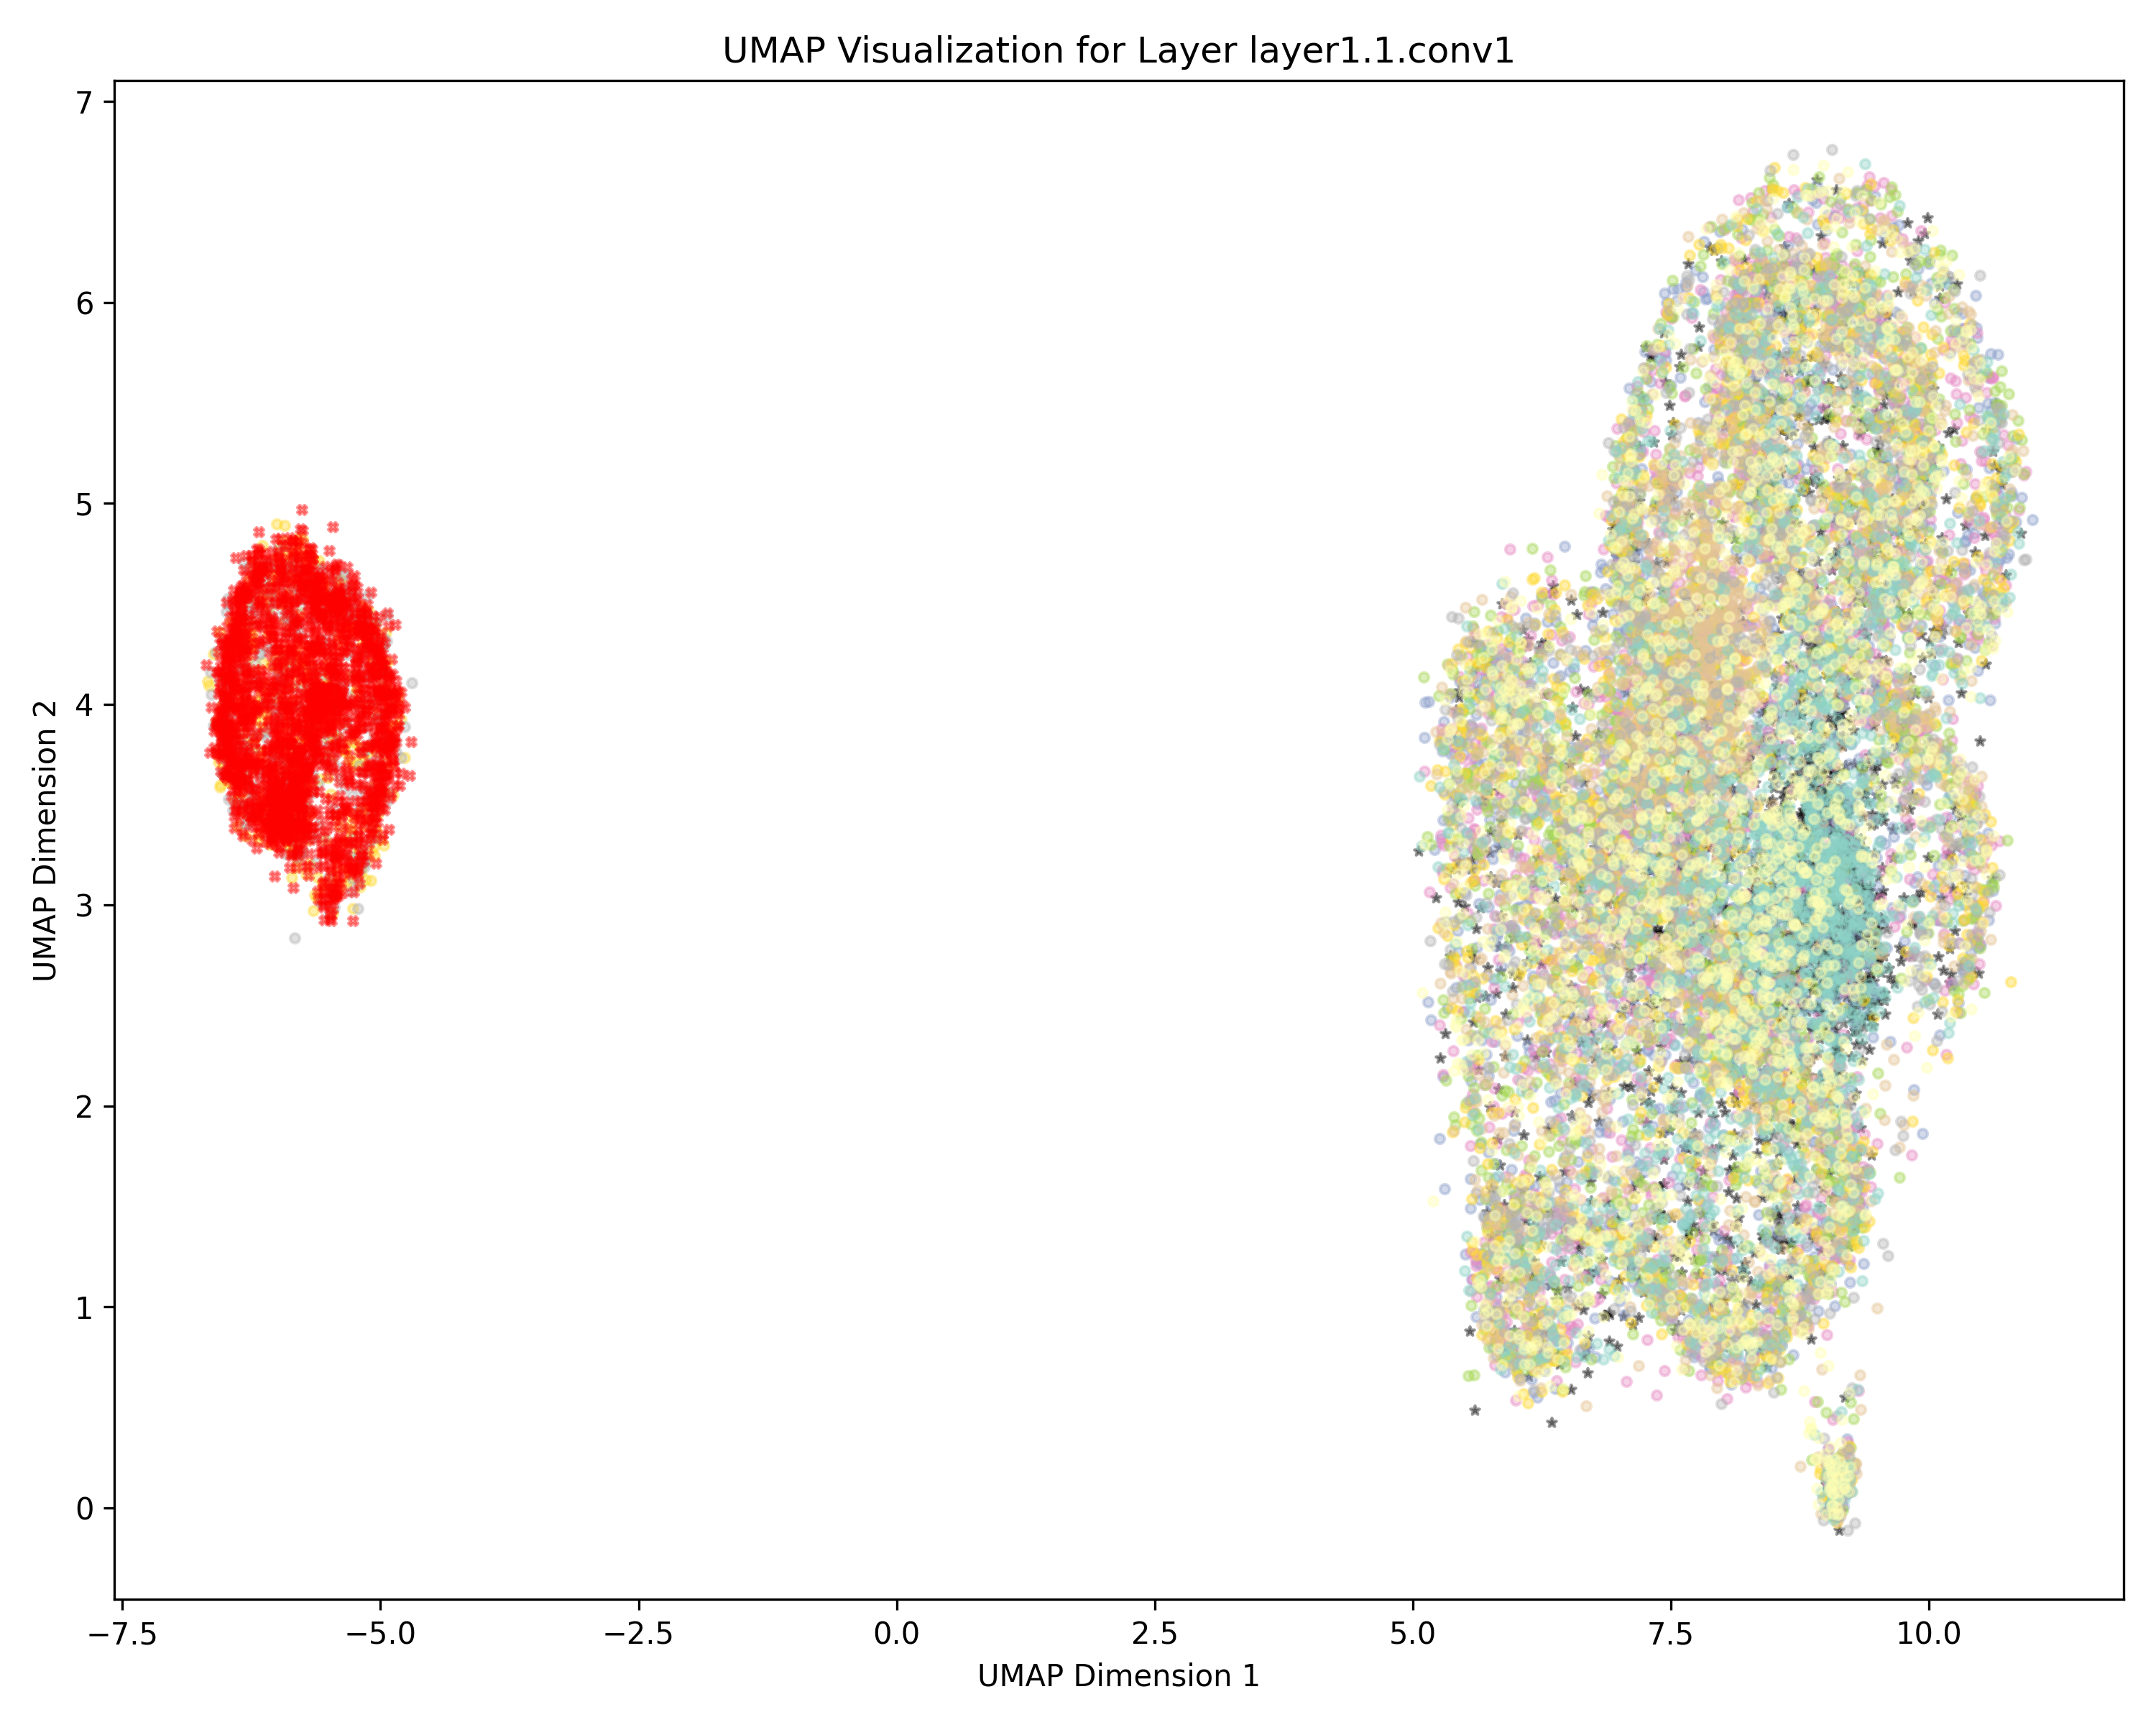 UMAP Visualization for Layer layer1.1.conv1
7
6
5
4
3
2
1
0
UMAP Dimension 2
−7.5 −5.0 −2.5 0.0 2.5 5.0 7.5 10.0
UMAP Dimension 1